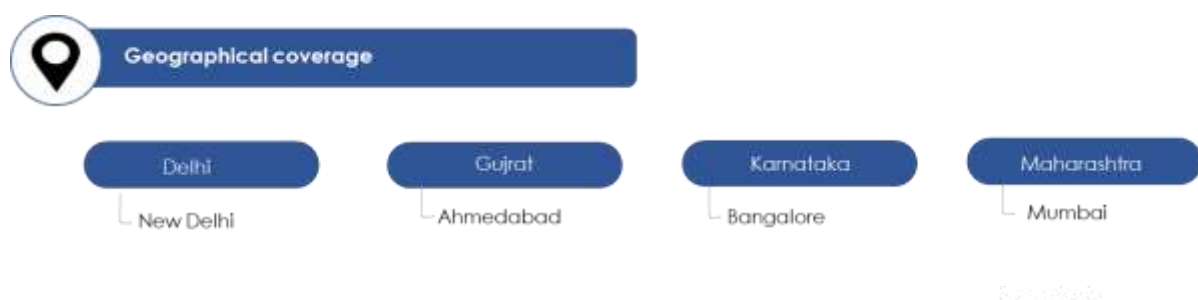 Geographical coverage
Delhi
Gujrat
Karnataka
Maharashtra
New Delhi
Ahmedabad
Bangalore
Mumbai